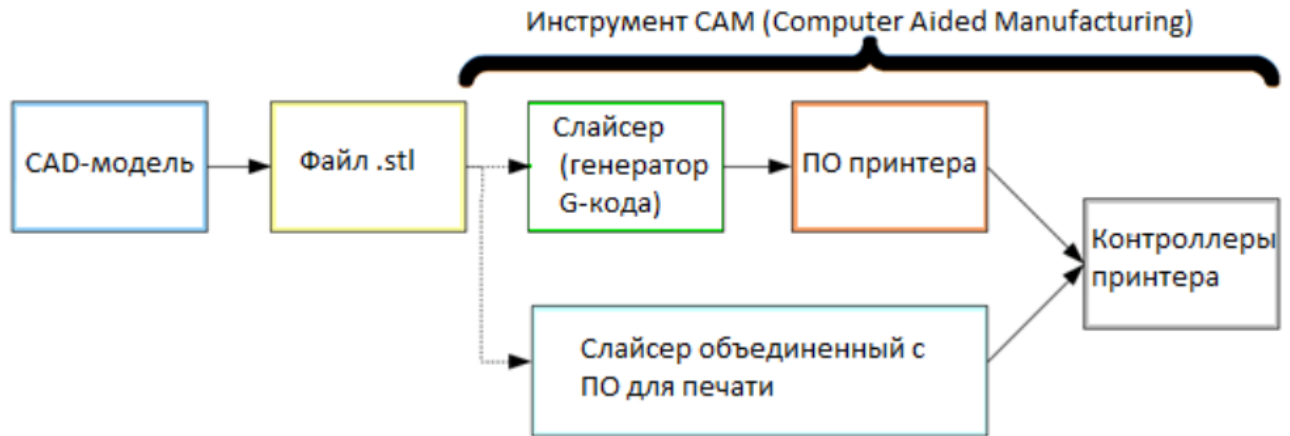 Инструмент CAM (Computer Aided Manufacturing)
CAD-модель
Файл .stl
Слайсер
(генератор
G-кода)
ПО принтера
Контроллеры
принтера
Слайсер объединенный с
ПО для печати